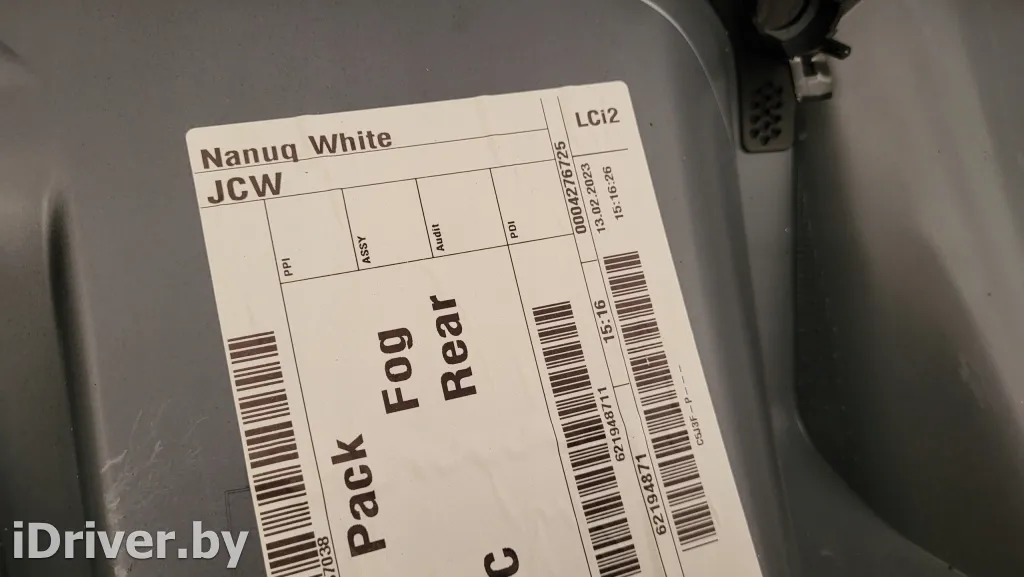 Nanuq White
JCW
LCi2
0004276725
13.02.2023
15:16:26
PPI
ASSY
Audit
PDI
Pack
Fog
Rear
15:16
621948711
62194871
iDriver.by